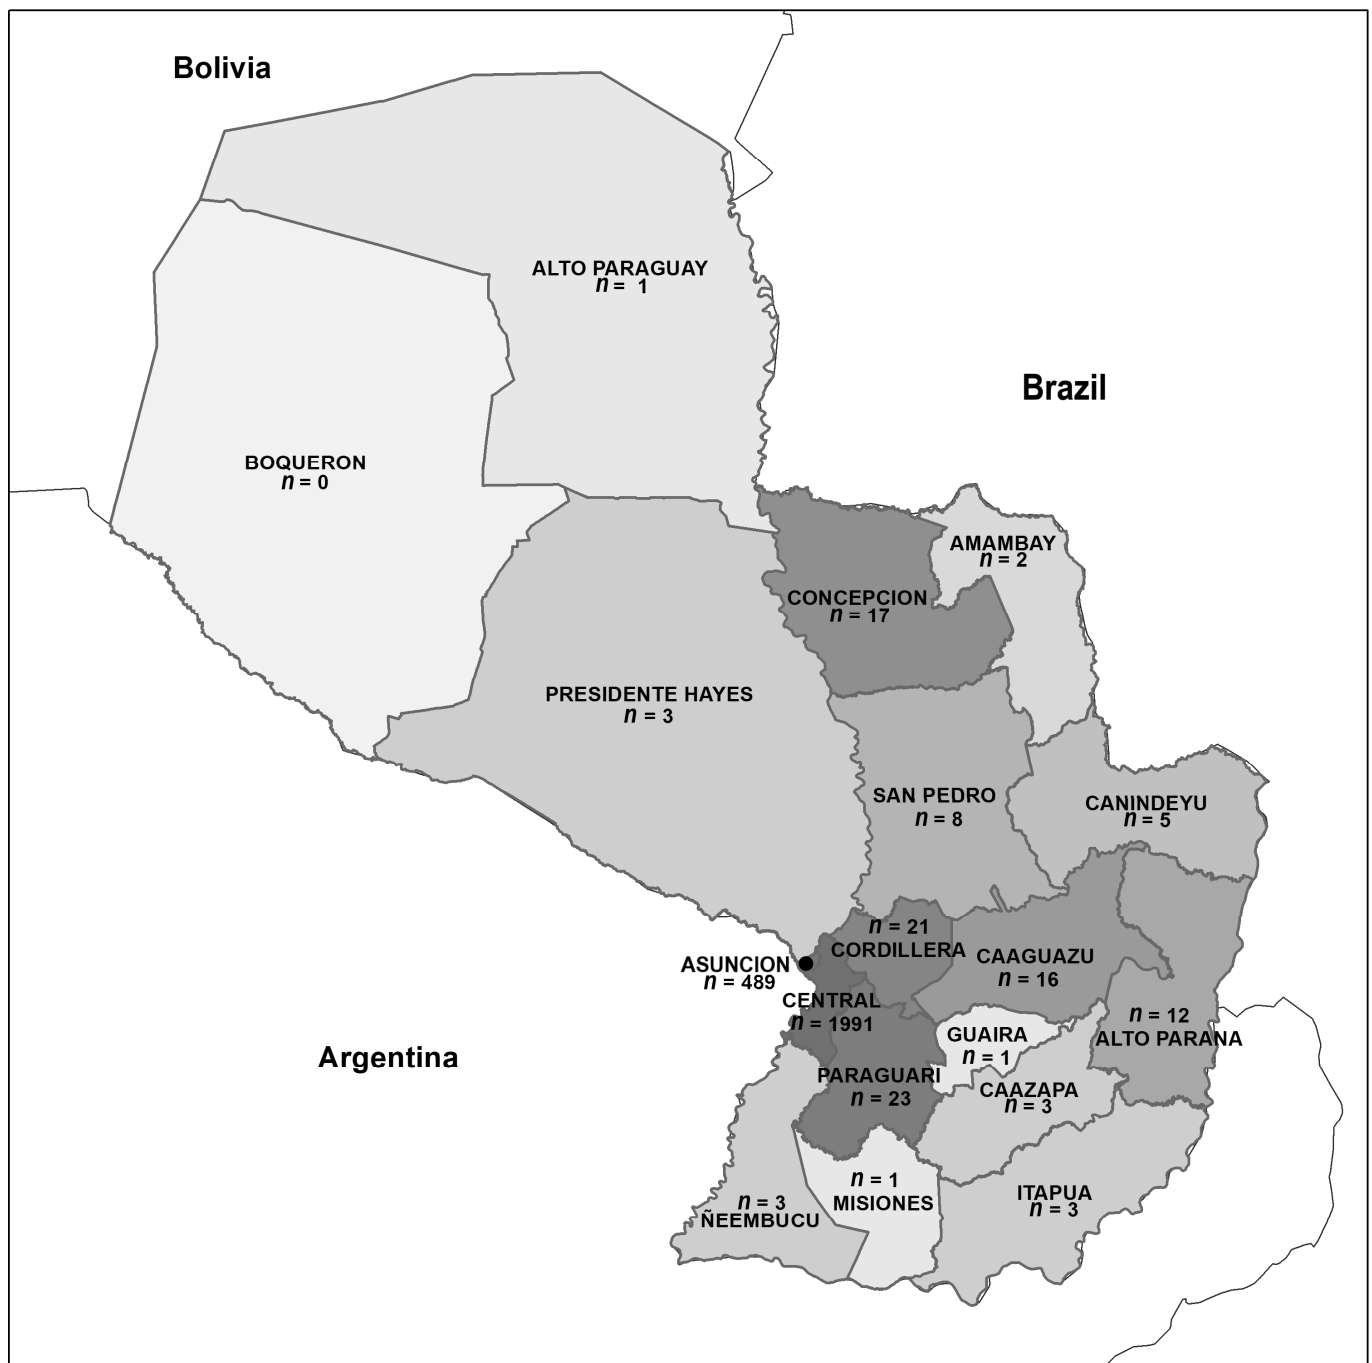 Bolivia
ALTO PARAGUAY
n = 1
Brazil
BOQUERON
n = 0
AMAMBAY
n = 2
CONCEPCION
n = 17
PRESIDENTE HAYES
n = 3
SAN PEDRO
n = 8
CANINDEYU
n = 5
n = 21
CORDILLERA
CAAGUAZU
n = 16
ASUNCION
n = 489
CENTRAL
n = 1991
n = 12
ALTO PARANA
GUAIRA
n = 1
Argentina
PARAGUARI
n = 23
CAAZAPA
n = 3
n = 1
MISIONES
ITAPUA
n = 3
n = 3
ÑEEMBUCU